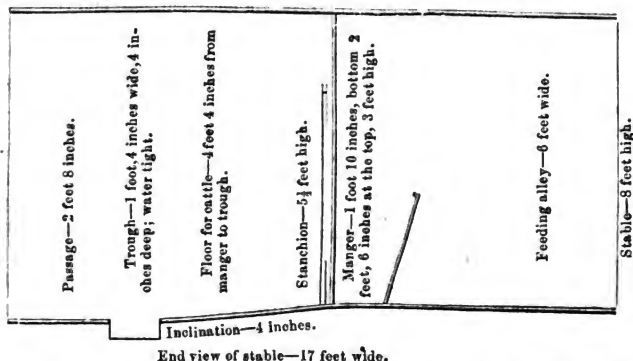 Passage—2 feet 8 inches.
Trough—1 foot, 4 inches wide, 4 in-
ches deep; water tight.
Floor for cattle—4 feet 4 inches from
manger to trough.
Stanchion—5½ feet high.
Manger—1 foot 10 inches, bottom 2
feet, 6 inches at the top, 3 feet high.
Feeding alley—6 feet wide.
Stable—8 feet high.
Inclination—4 inches.
End view of stable—17 feet wide.